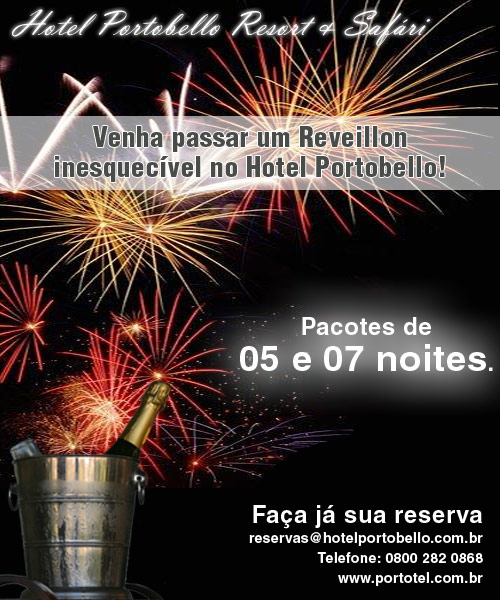 Hotel Portobello Resort & Safári
Venha passar um Reveillon
inesquecível no Hotel Portobello!
Pacotes de
05 e 07 noites.
Faça já sua reserva
reservas@hotelportobello.com.br
Telefone: 0800 282 0868
www.portotel.com.br